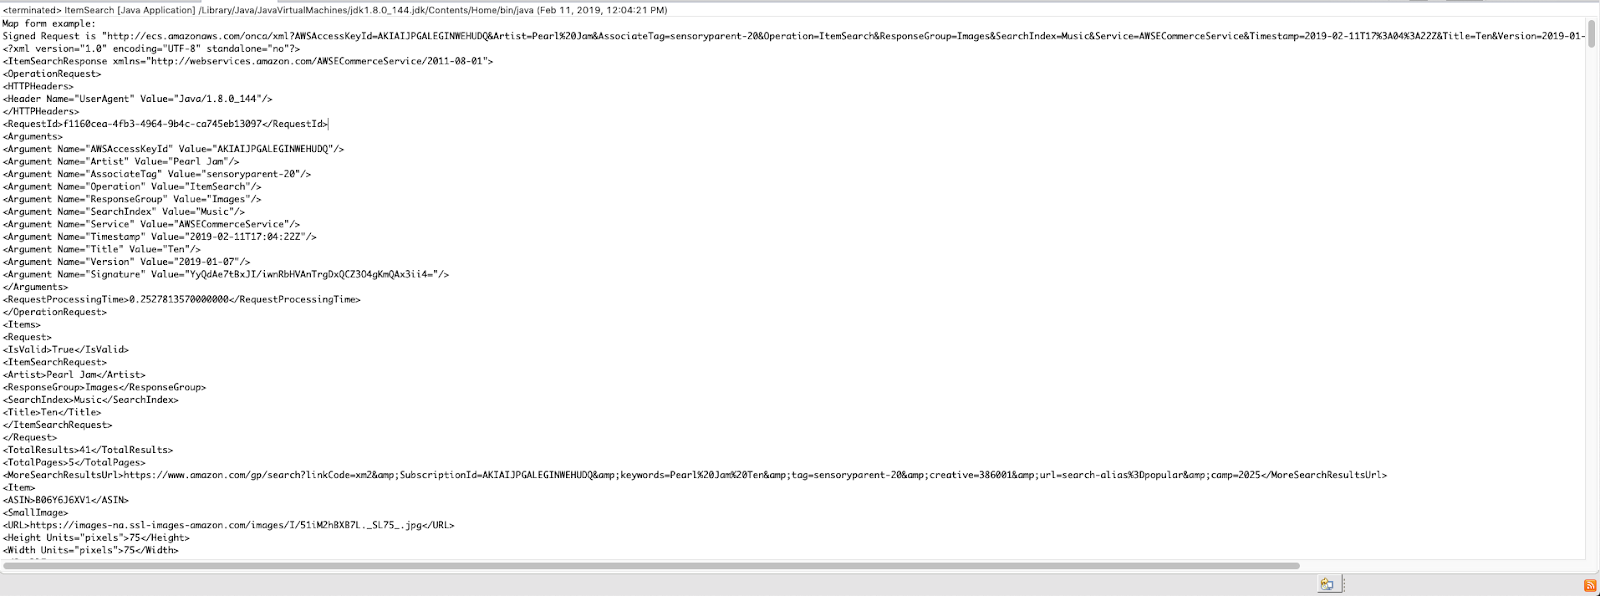 <terminated> ItemSearch [Java Application] /Library/Java/JavaVirtualMachines/jdk1.8.0_144.jdk/Contents/Home/bin/java (Feb 11, 2019, 12:04:21 PM)
Map form example:
Signed Request is "http://ecs.amazonaws.com/onca/xml?AWSAccessKeyId=AKIAIJPGALEGINWEHUDQ&Artist=Pearl%20Jam&AssociateTag=sensoryparent-20&Operation=ItemSearch&ResponseGroup=Images&SearchIndex=Music&Service=AWSECommerceService&Timestamp=2019-02-11T17%3A04%3A22Z&Title=Ten&Version=2019-01-
<?xml version="1.0" encoding="UTF-8" standalone="no"?>
<ItemSearchResponse xmlns="http://webservices.amazon.com/AWSECommerceService/2011-08-01">
<OperationRequest>
<HTTPHeaders>
<Header Name="UserAgent" Value="Java/1.8.0_144"/>
</HTTPHeaders>
<RequestId>f1160cea-4fb3-4964-9b4c-ca745eb13097</RequestId>
<Arguments>
<Argument Name="AWSAccessKeyId" Value="AKIAIJPGALEGINWEHUDQ"/>
<Argument Name="Artist" Value="Pearl Jam"/>
<Argument Name="AssociateTag" Value="sensoryparent-20"/>
<Argument Name="Operation" Value="ItemSearch"/>
<Argument Name="ResponseGroup" Value="Images"/>
<Argument Name="SearchIndex" Value="Music"/>
<Argument Name="Service" Value="AWSECommerceService"/>
<Argument Name="Timestamp" Value="2019-02-11T17:04:22Z"/>
<Argument Name="Title" Value="Ten"/>
<Argument Name="Version" Value="2019-01-07"/>
<Argument Name="Signature" Value="YyQdAe7tBxJI/iwnRbHVAnTrgDxQCZ3O4gKmQAx3ii4="/>
</Arguments>
<RequestProcessingTime>0.2527813570000000</RequestProcessingTime>
</OperationRequest>
<Items>
<Request>
<IsValid>True</IsValid>
<ItemSearchRequest>
<Artist>Pearl Jam</Artist>
<ResponseGroup>Images</ResponseGroup>
<SearchIndex>Music</SearchIndex>
<Title>Ten</Title>
</ItemSearchRequest>
</Request>
<TotalResults>41</TotalResults>
<TotalPages>5</TotalPages>
<MoreSearchResultsUrl>https://www.amazon.com/gp/search?linkCode=xm2&amp;SubscriptionId=AKIAIJPGALEGINWEHUDQ&amp;keywords=Pearl%20Jam%20Ten&amp;tag=sensoryparent-20&amp;creative=386001&amp;url=search-alias%3Dpopular&amp;camp=2025</MoreSearchResultsUrl>
<Item>
<ASIN>B06Y6J6XV1</ASIN>
<SmallImage>
<URL>https://images-na.ssl-images-amazon.com/images/I/51iM2hBXB7L._SL75_.jpg</URL>
<Height Units="pixels">75</Height>
<Width Units="pixels">75</Width>